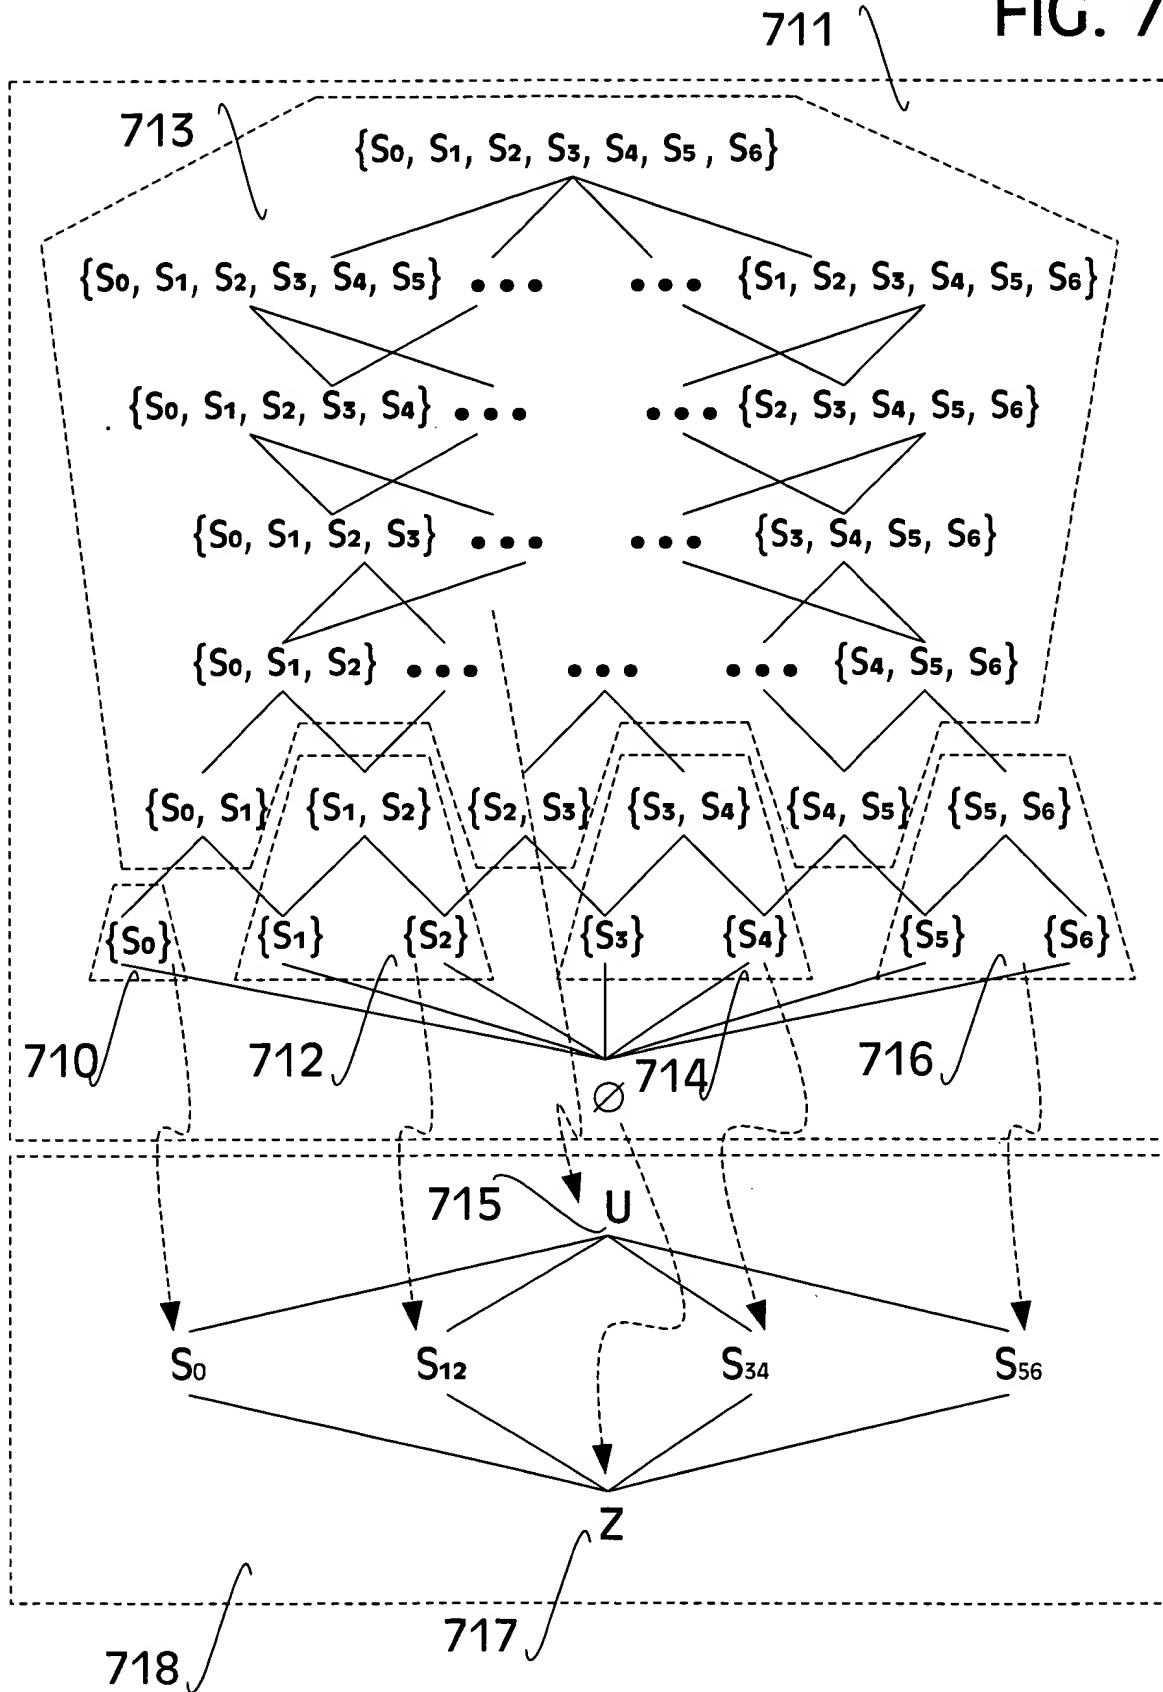 FIG. 7
711
713
{S0, S1, S2, S3, S4, S5, S6}
{S0, S1, S2, S3, S4, S5} ••• ••• {S1, S2, S3, S4, S5, S6}
{S0, S1, S2, S3, S4} ••• ••• {S2, S3, S4, S5, S6}
{S0, S1, S2, S3} ••• ••• {S3, S4, S5, S6}
{S0, S1, S2} ••• ••• ••• {S4, S5, S6}
{S0, S1} {S1, S2} {S2, S3} {S3, S4} {S4, S5} {S5, S6}
{S0} {S1} {S2} {S3} {S4} {S5} {S6}
710 712 714 716
∅
715 U
S0 S12 S34 S56
Z
717
718